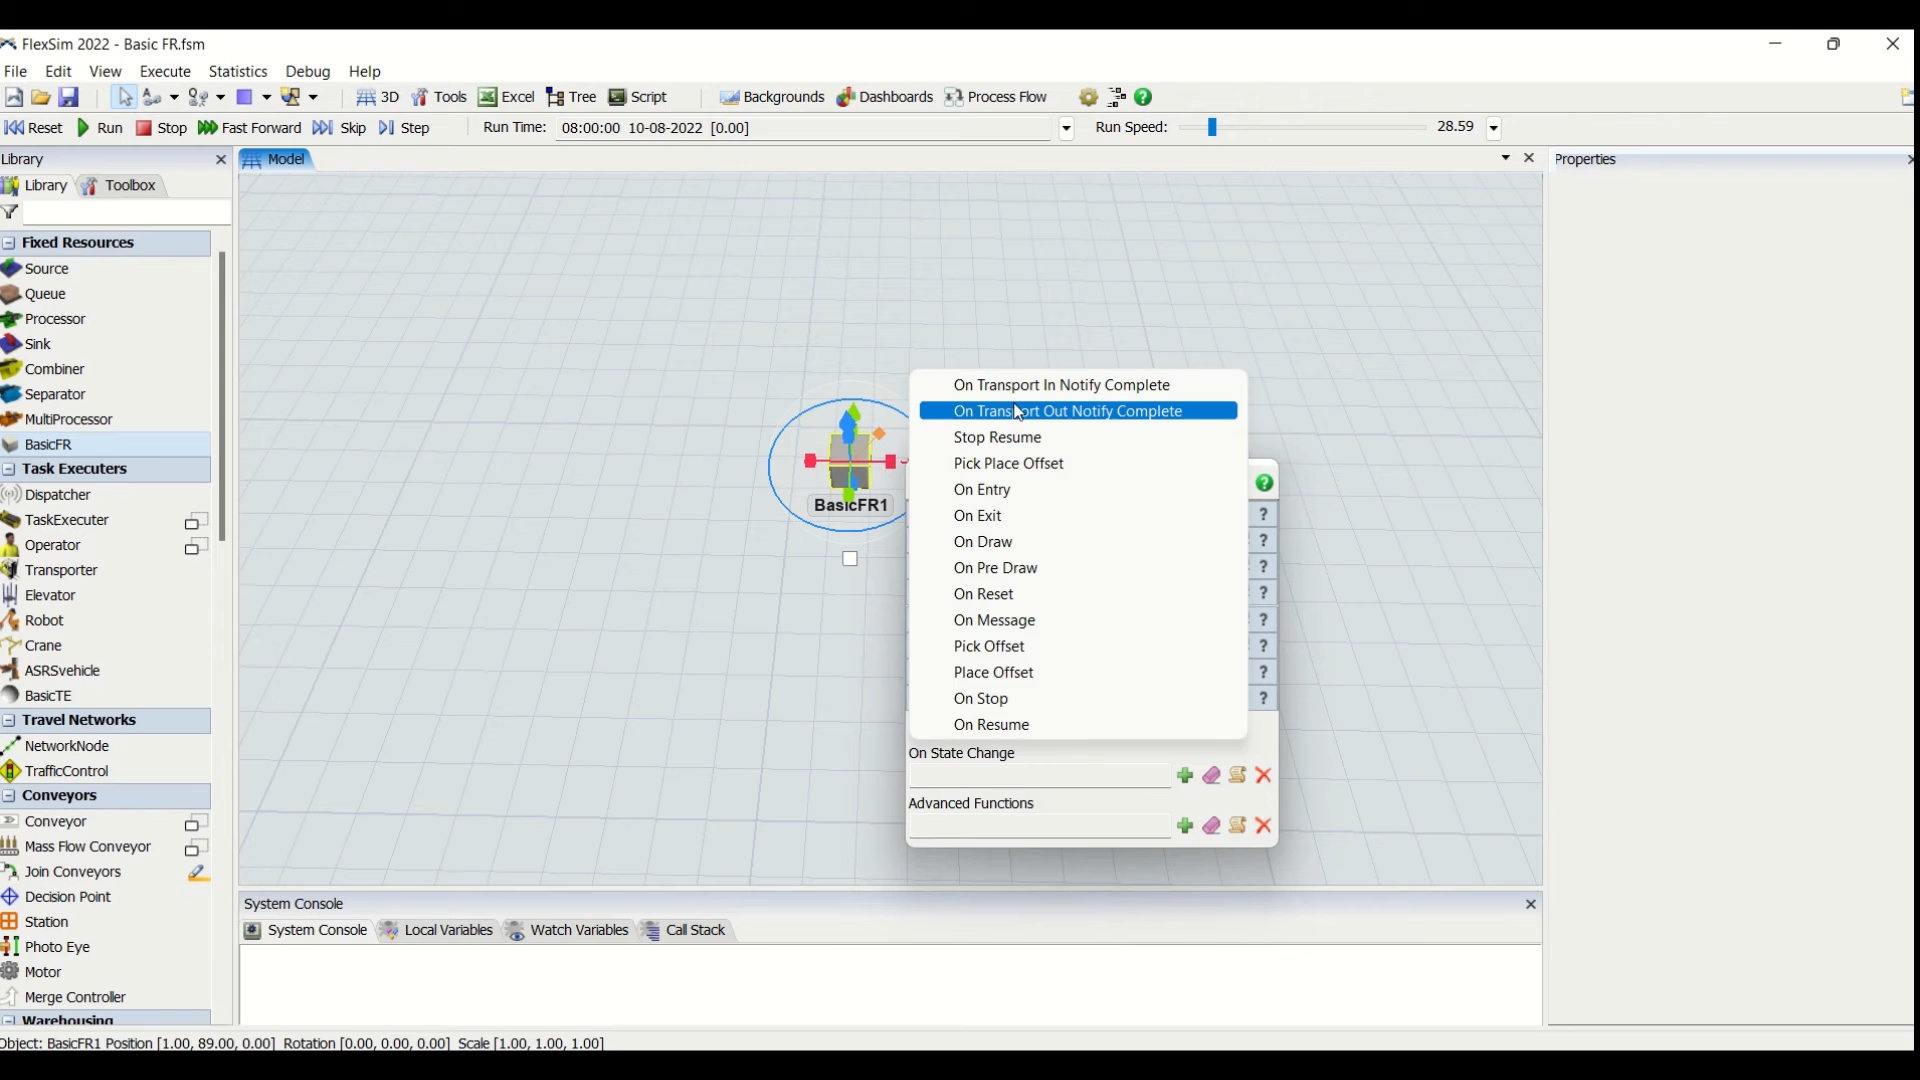 FlexSim 2022 - Basic FR.fsm
File Edit View Execute Statistics Debug Help
3D Tools Excel Tree Script Backgrounds Dashboards Process Flow
Reset Run Stop Fast Forward Skip Step Run Time: 08:00:00 10-08-2022 [0.00] Run Speed: 28.59
Library
Library Toolbox
Fixed Resources
Source
Queue
Processor
Sink
Combiner
Separator
MultiProcessor
BasicFR
Task Executers
Dispatcher
TaskExecuter
Operator
Transporter
Elevator
Robot
Crane
ASRSvehicle
BasicTE
Travel Networks
NetworkNode
TrafficControl
Conveyors
Conveyor
Mass Flow Conveyor
Join Conveyors
Decision Point
Station
Photo Eye
Motor
Merge Controller
Warehousing
Model
BasicFR1
On Transport In Notify Complete
On Transport Out Notify Complete
Stop Resume
Pick Place Offset
On Entry
On Exit
On Draw
On Pre Draw
On Reset
On Message
Pick Offset
Place Offset
On Stop
On Resume
?
?
?
?
?
?
?
?
?
On State Change
Advanced Functions
Properties
System Console
System Console Local Variables Watch Variables Call Stack
Object: BasicFR1 Position [1.00, 89.00, 0.00] Rotation [0.00, 0.00, 0.00] Scale [1.00, 1.00, 1.00]